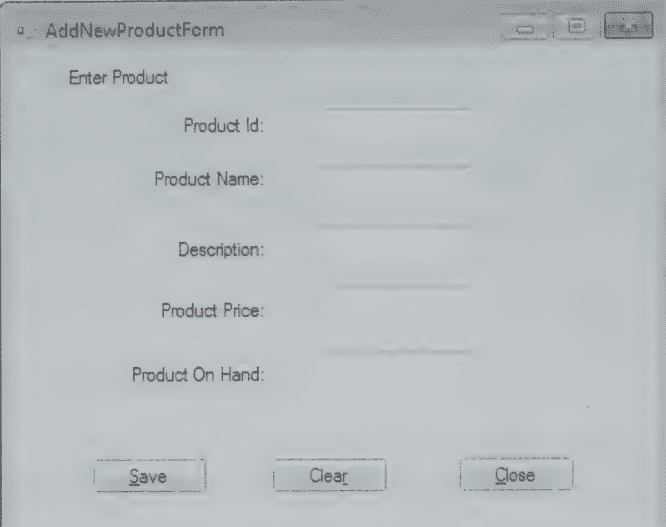 AddNewProductForm
Enter Product
Product Id:
Product Name:
Description:
Product Price:
Product On Hand:
Save Clear Close